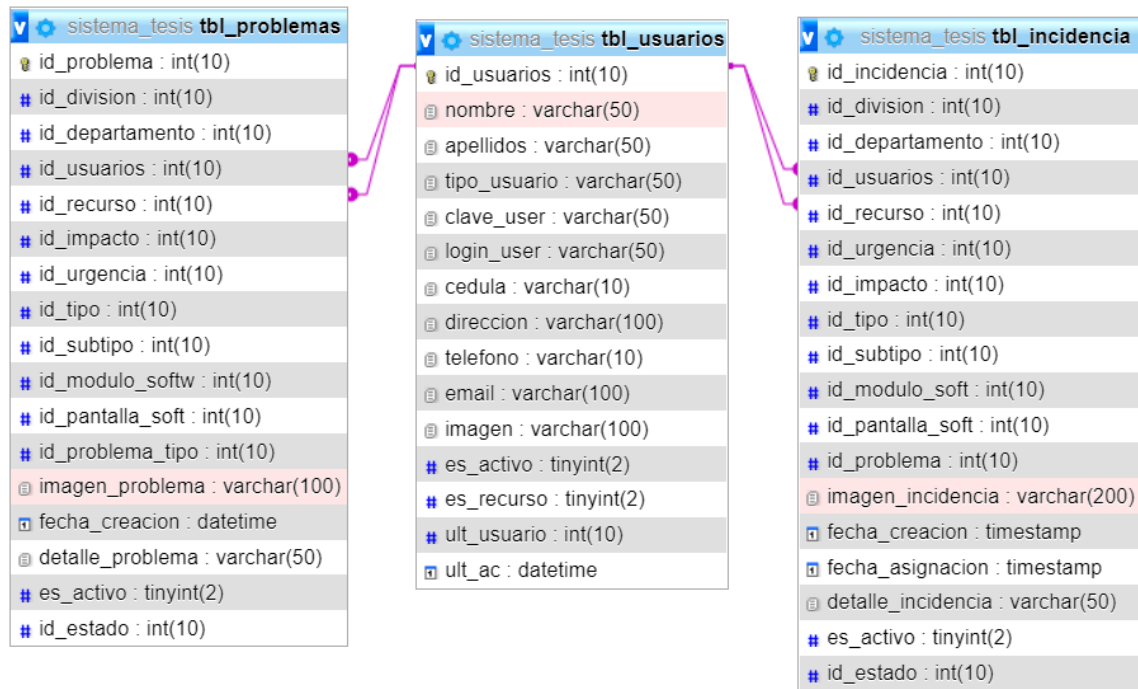 v sistema_tesis tbl_problemas
id_problema : int(10)
id_division : int(10)
id_departamento : int(10)
id_usuarios : int(10)
id_recurso : int(10)
id_impacto : int(10)
id_urgencia : int(10)
id_tipo : int(10)
id_subtipo : int(10)
id_modulo_softw : int(10)
id_pantalla_soft : int(10)
id_problema_tipo : int(10)
imagen_problema : varchar(100)
fecha_creacion : datetime
detalle_problema : varchar(50)
es_activo : tinyint(2)
id_estado : int(10)
v sistema_tesis tbl_usuarios
id_usuarios : int(10)
nombre : varchar(50)
apellidos : varchar(50)
tipo_usuario : varchar(50)
clave_user : varchar(50)
login_user : varchar(50)
cedula : varchar(10)
direccion : varchar(100)
telefono : varchar(10)
email : varchar(100)
imagen : varchar(100)
es_activo : tinyint(2)
es_recurso : tinyint(2)
ult_usuario : int(10)
ult_ac : datetime
v sistema_tesis tbl_incidencia
id_incidencia : int(10)
id_division : int(10)
id_departamento : int(10)
id_usuarios : int(10)
id_recurso : int(10)
id_urgencia : int(10)
id_impacto : int(10)
id_tipo : int(10)
id_subtipo : int(10)
id_modulo_soft : int(10)
id_pantalla_soft : int(10)
id_problema : int(10)
imagen_incidencia : varchar(200)
fecha_creacion : timestamp
fecha_asignacion : timestamp
detalle_incidencia : varchar(50)
es_activo : tinyint(2)
id_estado : int(10)